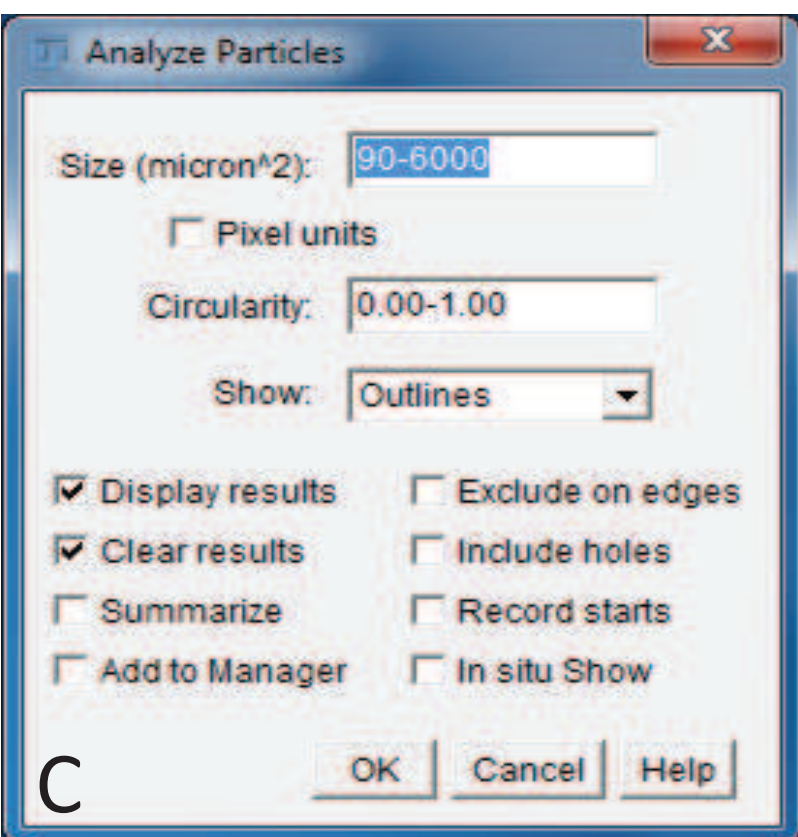 Analyze Particles
Size (micron^2): 90-6000
Pixel units
Circularity: 0.00-1.00
Show: Outlines
Display results Exclude on edges
Clear results Include holes
Summarize Record starts
Add to Manager In situ Show
OK Cancel Help
C